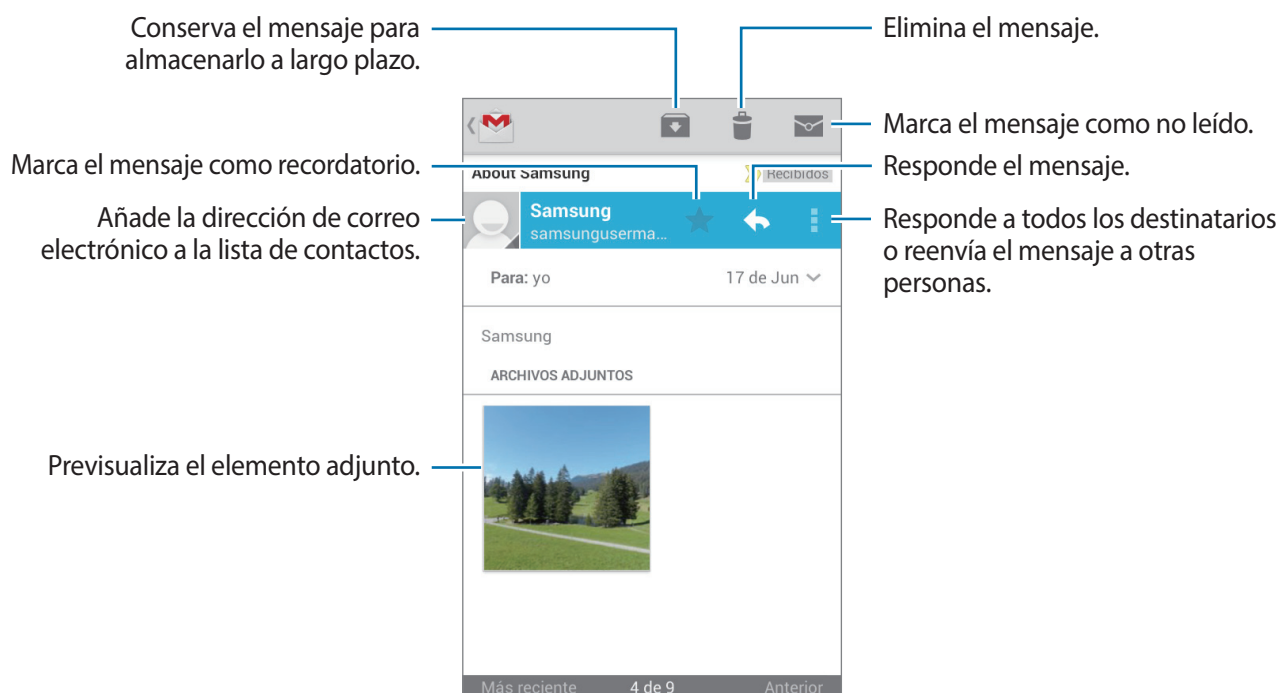 Conserva el mensaje para
almacenarlo a largo plazo.
Elimina el mensaje.
Marca el mensaje como no leído.
Marca el mensaje como recordatorio.
Responde el mensaje.
Añade la dirección de correo
electrónico a la lista de contactos.
Responde a todos los destinatarios
o reenvía el mensaje a otras
personas.
Previsualiza el elemento adjunto.
About Samsung
Recibidos
Samsung
samsunguserma...
Para: yo
17 de Jun
Samsung
ARCHIVOS ADJUNTOS
Más reciente
4 de 9
Anterior